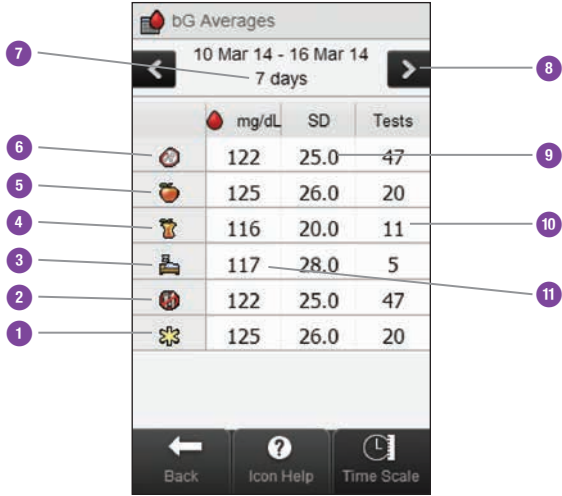 bG Averages
10 Mar 14 - 16 Mar 14
7 days
mg/dL SD Tests
122 25.0 47
125 26.0 20
116 20.0 11
117 28.0 5
122 25.0 47
125 26.0 20
Back
? Icon Help
Time Scale
7
8
6
5
4
3
2
1
9
10
11